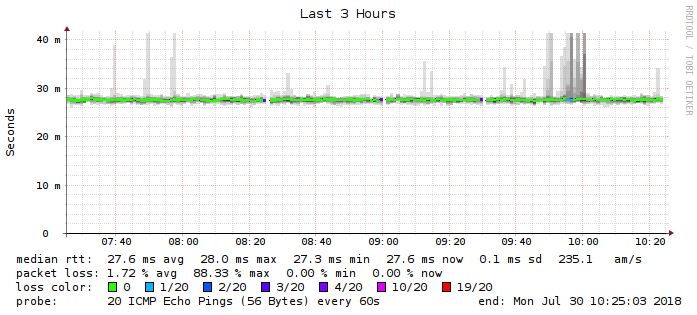 Last 3 Hours
RRDTOOL / TOBI OETIKER
Seconds
40 m
30 m
20 m
10 m
0
07:40 08:00 08:20 08:40 09:00 09:20 09:40 10:00 10:20
median rtt: 27.6 ms avg 28.0 ms max 27.3 ms min 27.6 ms now 0.1 ms sd 235.1 am/s
packet loss: 1.72 % avg 88.33 % max 0.00 % min 0.00 % now
loss color: 0 1/20 2/20 3/20 4/20 10/20 19/20
probe: 20 ICMP Echo Pings (56 Bytes) every 60s end: Mon Jul 30 10:25:03 2018